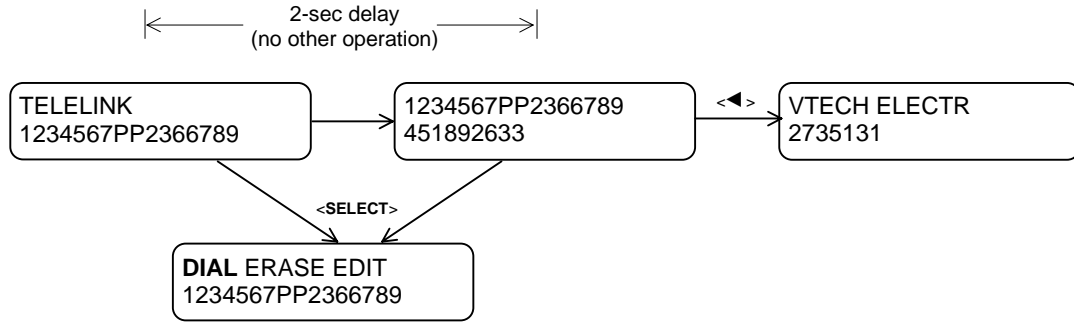 2-sec delay
(no other operation)
TELELINK
1234567PP2366789
1234567PP2366789
451892633
<◄ >
VTECH ELECTR
2735131
<SELECT>
DIAL ERASE EDIT
1234567PP2366789